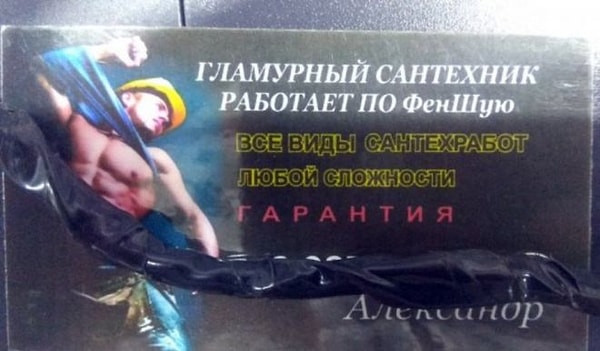 ГЛАМУРНЫЙ САНТЕХНИК
РАБОТАЕТ ПО ФенШую
ВСЕ ВИДЫ САНТЕХРАБОТ
ЛЮБОЙ СЛОЖНОСТИ
ГАРАНТИЯ
Александр